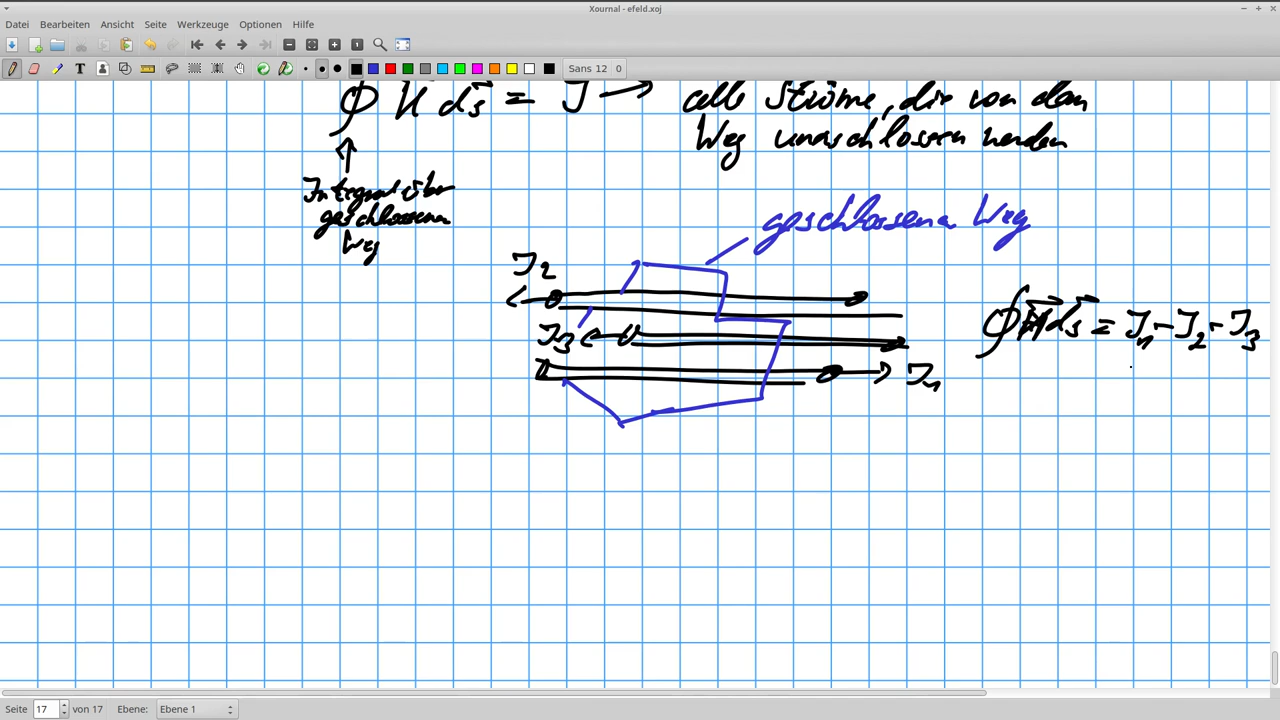 Xournal - efeld.xoj
Datei Bearbeiten Ansicht Seite Werkzeuge Optionen Hilfe
Sans 12 0
∮ H ds = I → alle Ströme, die von dem
Weg umschlossen werden
Integral über
geschlossenen
Weg
geschlossener Weg
I2
I3
I1
∮ H ds = I1 - I2 - I3
Seite 17 von 17 Ebene: Ebene 1